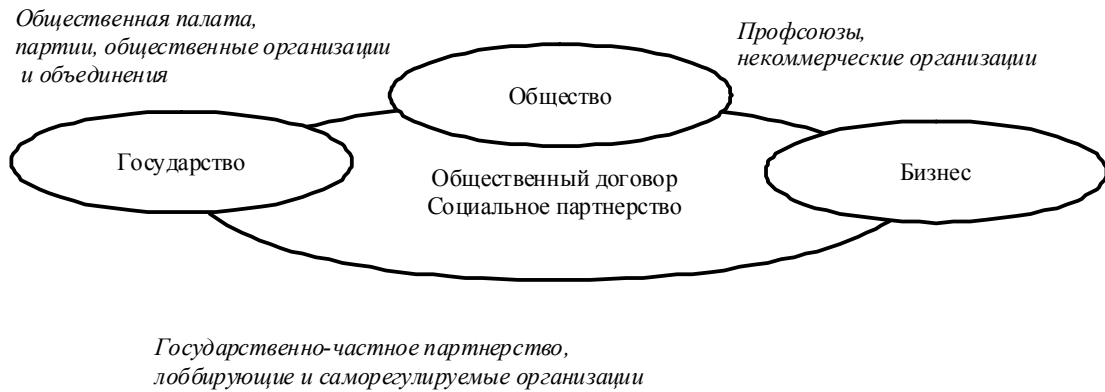 Общественная палата,
партии, общественные организации
и объединения
Профсоюзы,
некоммерческие организации
Общество
Государство
Бизнес
Общественный договор
Социальное партнерство
Государственно-частное партнерство,
лоббирующие и саморегулируемые организации